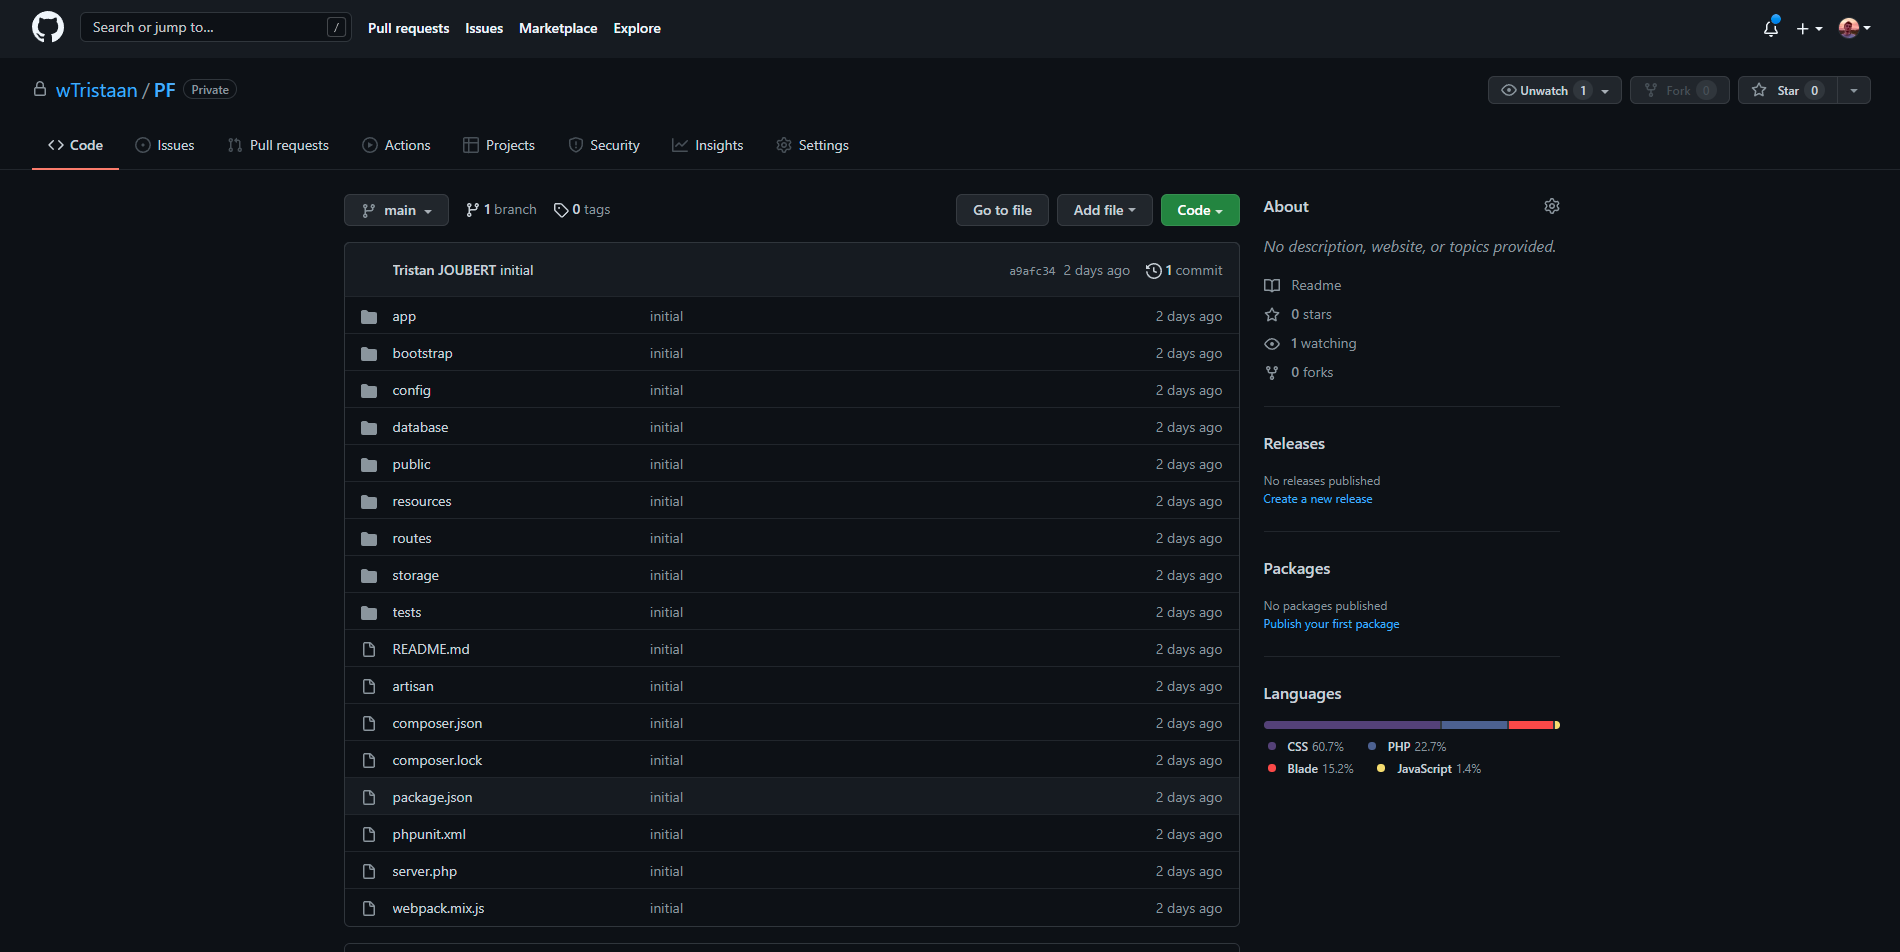 Search or jump to... /
Pull requests Issues Marketplace Explore
wTristaan / PF Private
Unwatch 1 Fork 0 Star 0
Code Issues Pull requests Actions Projects Security Insights Settings
main 1 branch 0 tags Go to file Add file Code
Tristan JOUBERT initial a9afc34 2 days ago 1 commit
app initial 2 days ago
bootstrap initial 2 days ago
config initial 2 days ago
database initial 2 days ago
public initial 2 days ago
resources initial 2 days ago
routes initial 2 days ago
storage initial 2 days ago
tests initial 2 days ago
README.md initial 2 days ago
artisan initial 2 days ago
composer.json initial 2 days ago
composer.lock initial 2 days ago
package.json initial 2 days ago
phpunit.xml initial 2 days ago
server.php initial 2 days ago
webpack.mix.js initial 2 days ago
About
No description, website, or topics provided.
Readme
0 stars
1 watching
0 forks
Releases
No releases published
Create a new release
Packages
No packages published
Publish your first package
Languages
CSS 60.7% PHP 22.7%
Blade 15.2% JavaScript 1.4%